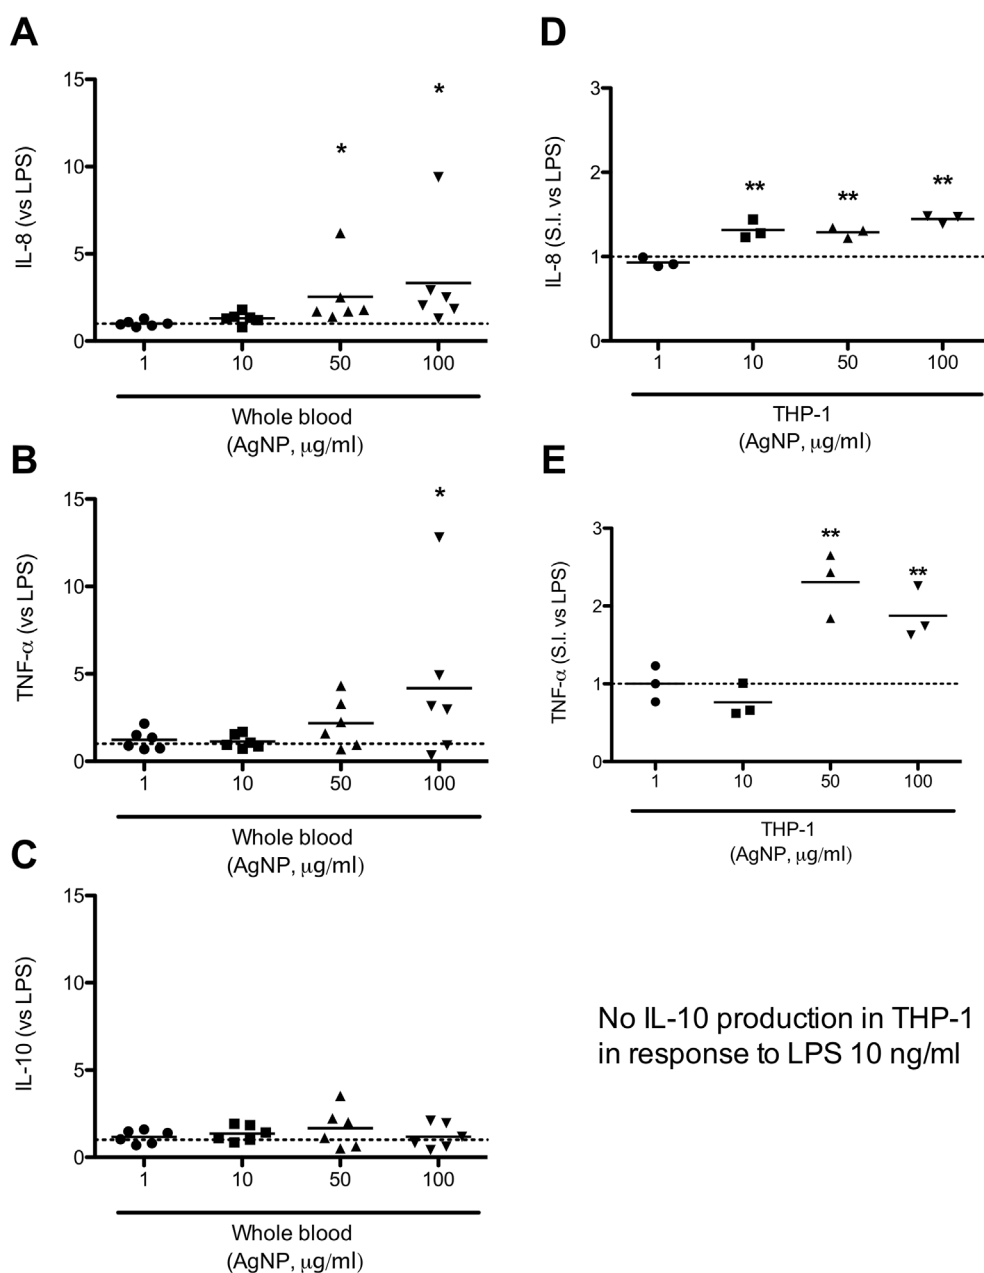 A
15
10
5
0
IL-8 (vs LPS)
*
*
1 10 50 100
Whole blood
(AgNP, μg/ml)
B
15
10
5
0
TNF-α (vs LPS)
*
1 10 50 100
Whole blood
(AgNP, μg/ml)
C
15
10
5
0
IL-10 (vs LPS)
1 10 50 100
Whole blood
(AgNP, μg/ml)
D
3
2
1
0
IL-8 (S.I. vs LPS)
** ** **
1 10 50 100
THP-1
(AgNP, μg/ml)
E
3
2
1
0
TNF-α (S.I. vs LPS)
** **
1 10 50 100
THP-1
(AgNP, μg/ml)
No IL-10 production in THP-1
in response to LPS 10 ng/ml